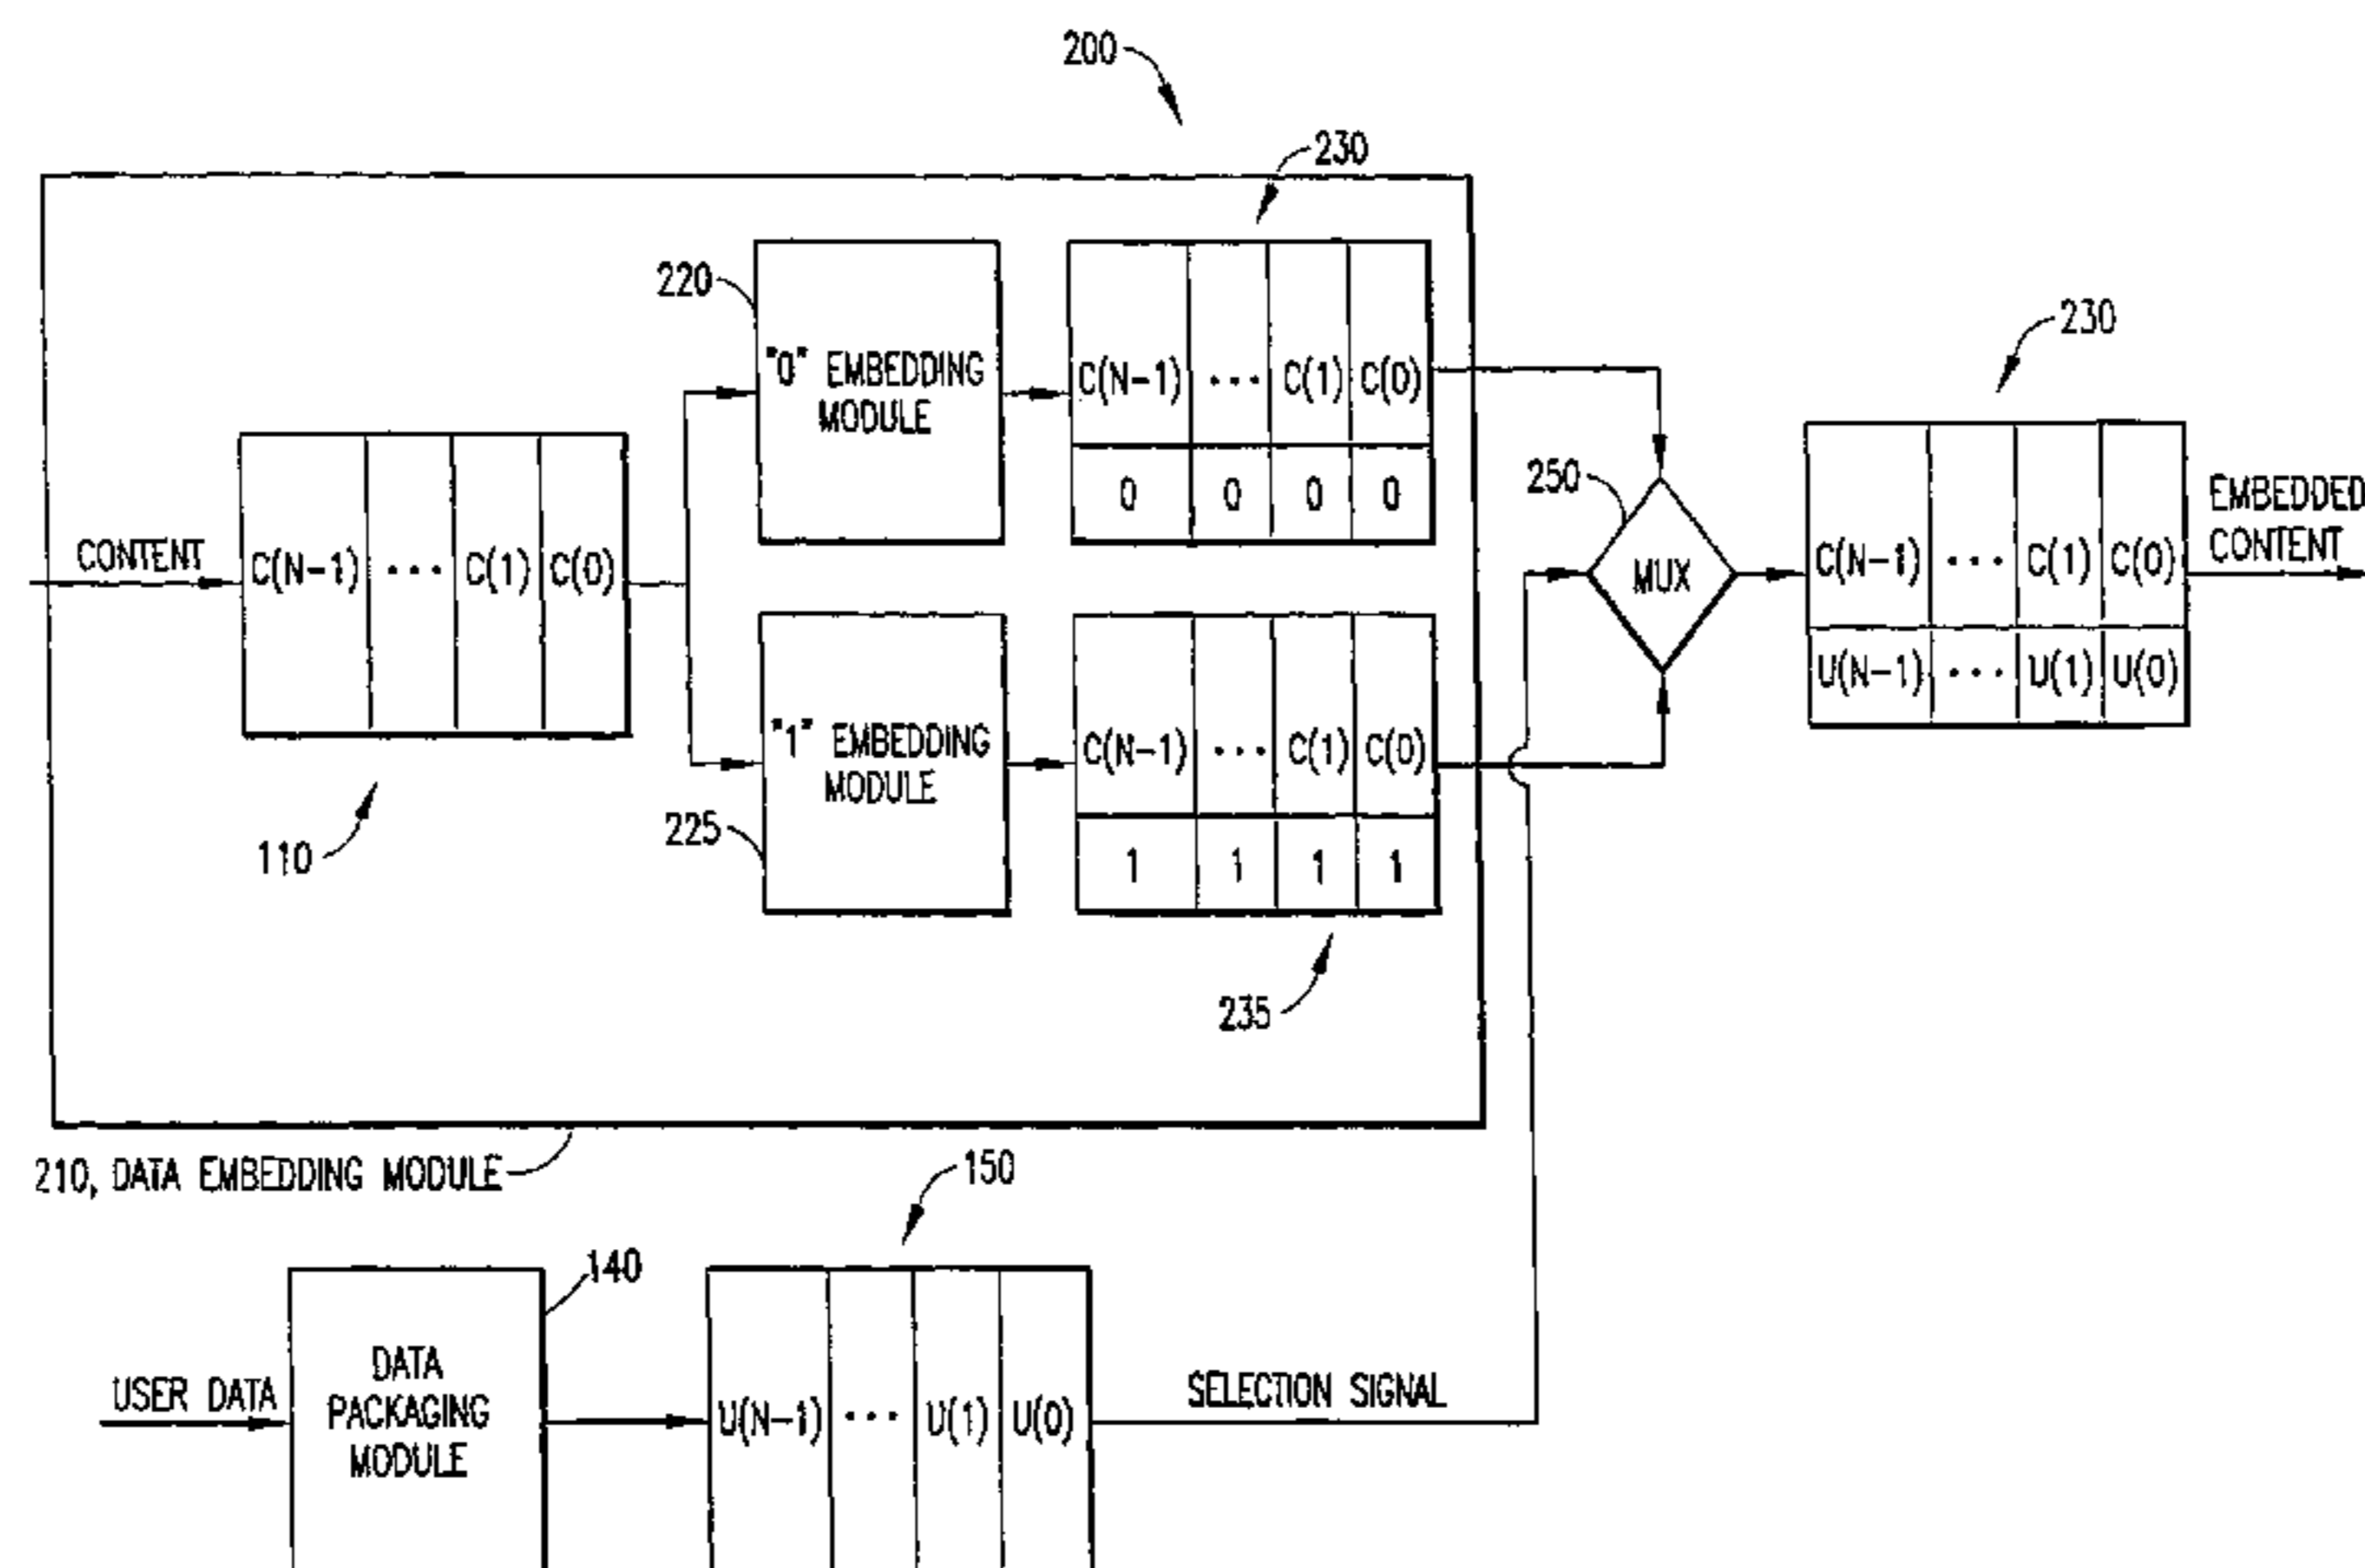 200
230
220
"0" EMBEDDING
MODULE
C(N-1) ... C(1) C(0)
0 0 0 0
230
CONTENT
C(N-1) ... C(1) C(0)
110
"1" EMBEDDING
MODULE
225
C(N-1) ... C(1) C(0)
1 1 1 1
235
250
MUX
C(N-1) ... C(1) C(0)
U(N-1) ... U(1) U(0)
EMBEDDED
CONTENT
210, DATA EMBEDDING MODULE
150
140
USER DATA
DATA
PACKAGING
MODULE
U(N-1) ... U(1) U(0)
SELECTION SIGNAL